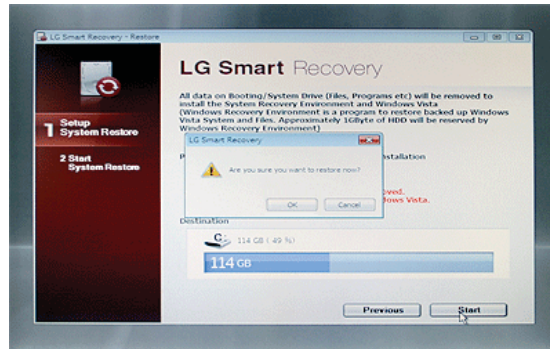 LG Smart Recovery - Restore
LG Smart Recovery
All data on Booting/System Drive (Files, Programs etc) will be removed to
install the System Recovery Environment and Windows Vista
(Windows Recovery Environment is a program to restore backed up Windows
Vista System and Files. Approximately 1GByte of HDD will be reserved by
Windows Recovery Environment)
1 Setup
System Restore
2 Start
System Restore
LG Smart Recovery
Are you sure you want to restore now?
OK
Cancel
Destination
C:
114 GB ( 49 %)
114 GB
Previous
Start